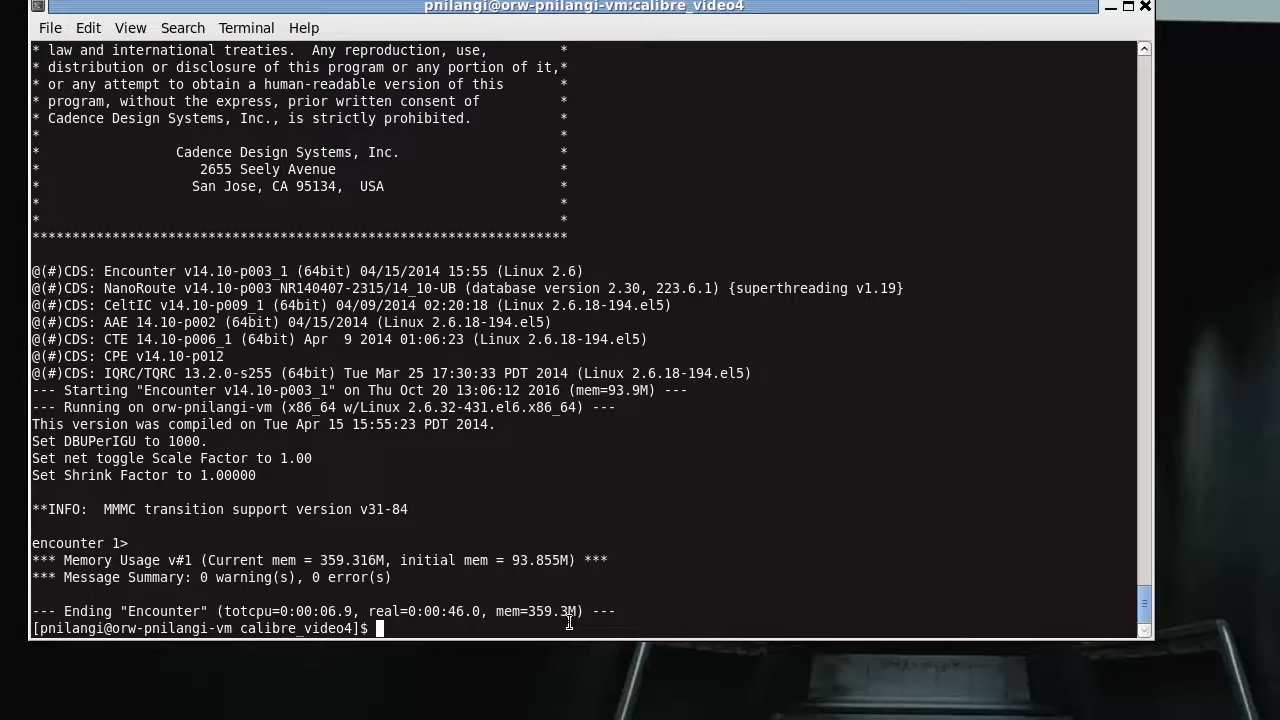 pnilangi@orw-pnilangi-vm:calibre_video4
File Edit View Search Terminal Help
* law and international treaties.  Any reproduction, use,         *
* distribution or disclosure of this program or any portion of it,*
* or any attempt to obtain a human-readable version of this       *
* program, without the express, prior written consent of          *
* Cadence Design Systems, Inc., is strictly prohibited.           *
*                                                                 *
*                 Cadence Design Systems, Inc.                    *
*                    2655 Seely Avenue                            *
*                   San Jose, CA 95134,  USA                      *
*                                                                 *
*                                                                 *
*******************************************************************
@(#)CDS: Encounter v14.10-p003_1 (64bit) 04/15/2014 15:55 (Linux 2.6)
@(#)CDS: NanoRoute v14.10-p003 NR140407-2315/14_10-UB (database version 2.30, 223.6.1) {superthreading v1.19}
@(#)CDS: CeltIC v14.10-p009_1 (64bit) 04/09/2014 02:20:18 (Linux 2.6.18-194.el5)
@(#)CDS: AAE 14.10-p002 (64bit) 04/15/2014 (Linux 2.6.18-194.el5)
@(#)CDS: CTE 14.10-p006_1 (64bit) Apr  9 2014 01:06:23 (Linux 2.6.18-194.el5)
@(#)CDS: CPE v14.10-p012
@(#)CDS: IQRC/TQRC 13.2.0-s255 (64bit) Tue Mar 25 17:30:33 PDT 2014 (Linux 2.6.18-194.el5)
--- Starting "Encounter v14.10-p003_1" on Thu Oct 20 13:06:12 2016 (mem=93.9M) ---
--- Running on orw-pnilangi-vm (x86_64 w/Linux 2.6.32-431.el6.x86_64) ---
This version was compiled on Tue Apr 15 15:55:23 PDT 2014.
Set DBUPerIGU to 1000.
Set net toggle Scale Factor to 1.00
Set Shrink Factor to 1.00000
**INFO:  MMMC transition support version v31-84
encounter 1>
*** Memory Usage v#1 (Current mem = 359.316M, initial mem = 93.855M) ***
*** Message Summary: 0 warning(s), 0 error(s)
--- Ending "Encounter" (totcpu=0:00:06.9, real=0:00:46.0, mem=359.3M) ---
[pnilangi@orw-pnilangi-vm calibre_video4]$